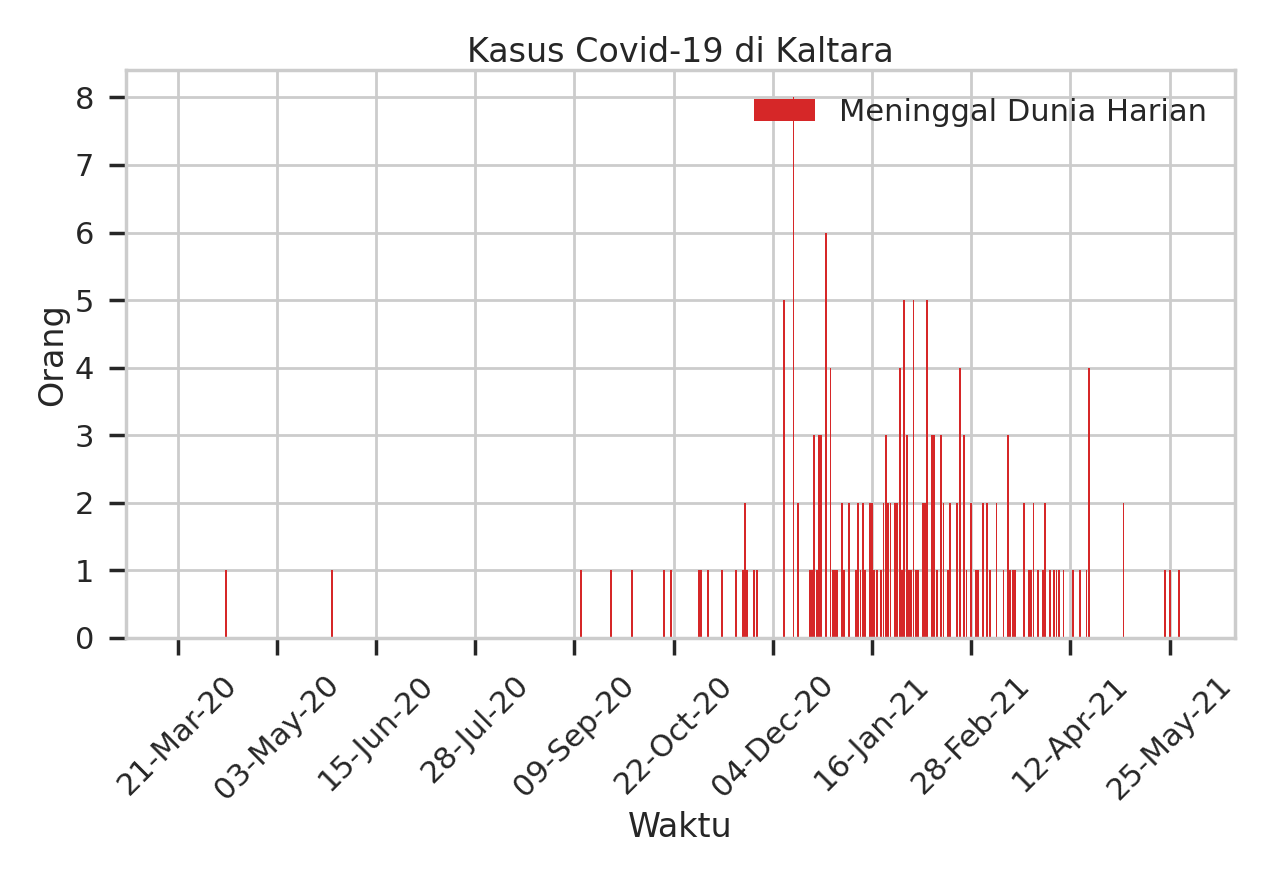 Kasus Covid-19 di Kaltara
Meninggal Dunia Harian
Orang
8
7
6
5
4
3
2
1
0
21-Mar-20
03-May-20
15-Jun-20
28-Jul-20
09-Sep-20
22-Oct-20
04-Dec-20
16-Jan-21
28-Feb-21
12-Apr-21
25-May-21
Waktu